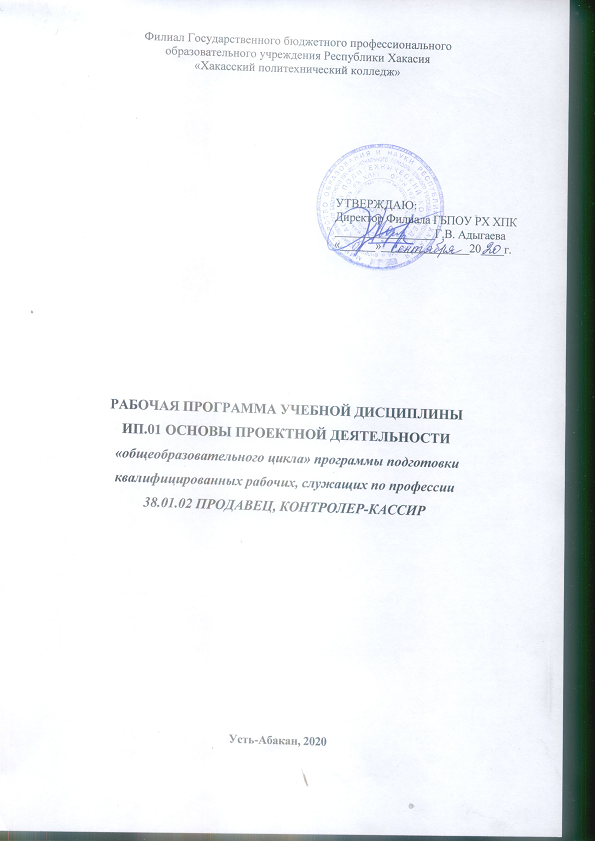 Филиал Государственного бюджетного профессионального
образовательного учреждения Республики Хакасия
«Хакасский политехнический колледж»
УТВЕРЖДАЮ:
Директор Филиала ГБПОУ РХ ХПК
Г.В. Адыгаева
«____» сентября 2020 г.
РАБОЧАЯ ПРОГРАММА УЧЕБНОЙ ДИСЦИПЛИНЫ
ИП.01 ОСНОВЫ ПРОЕКТНОЙ ДЕЯТЕЛЬНОСТИ
«общеобразовательного цикла» программы подготовки
квалифицированных рабочих, служащих по профессии
38.01.02 ПРОДАВЕЦ, КОНТРОЛЕР-КАССИР
Усть-Абакан, 2020